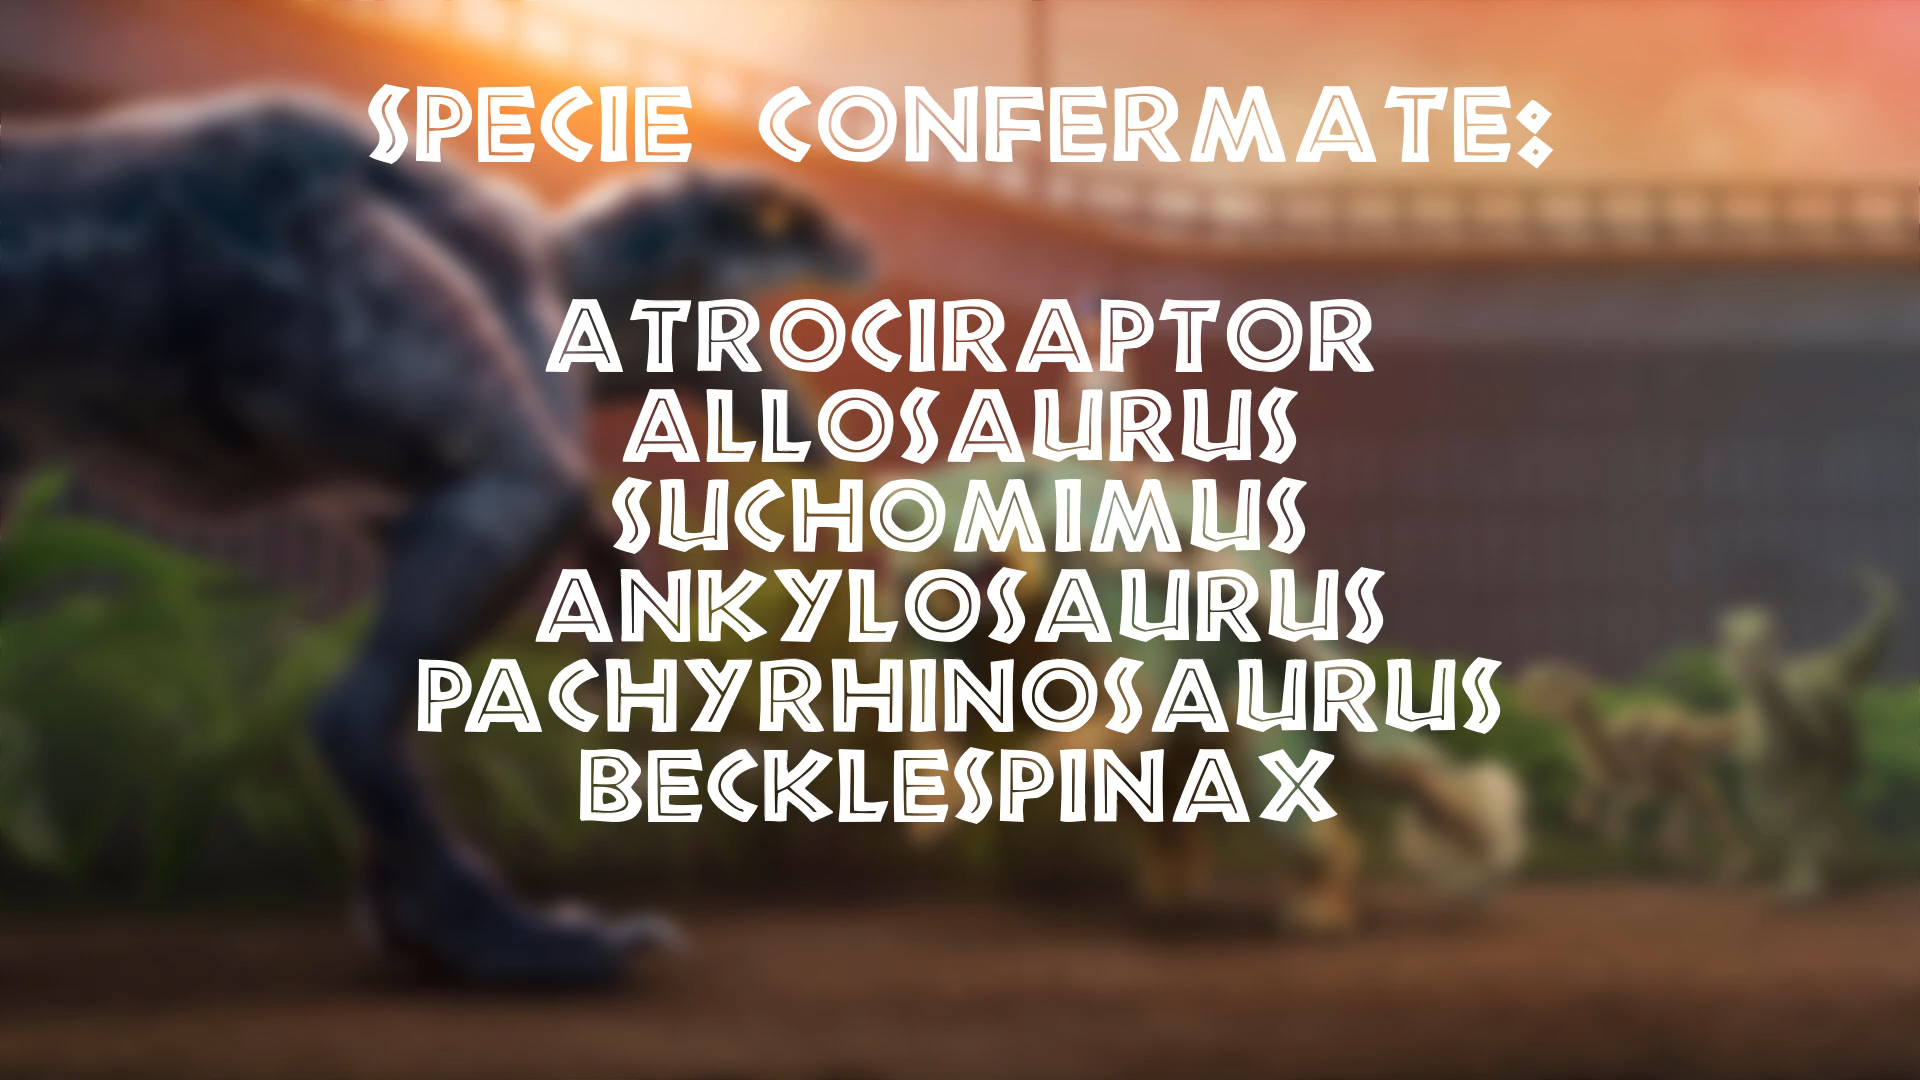 SPECIE CONFERMATE:
ATROCIRAPTOR
ALLOSAURUS
SUCHOMIMUS
ANKYLOSAURUS
PACHYRHINOSAURUS
BECKLESPINAX